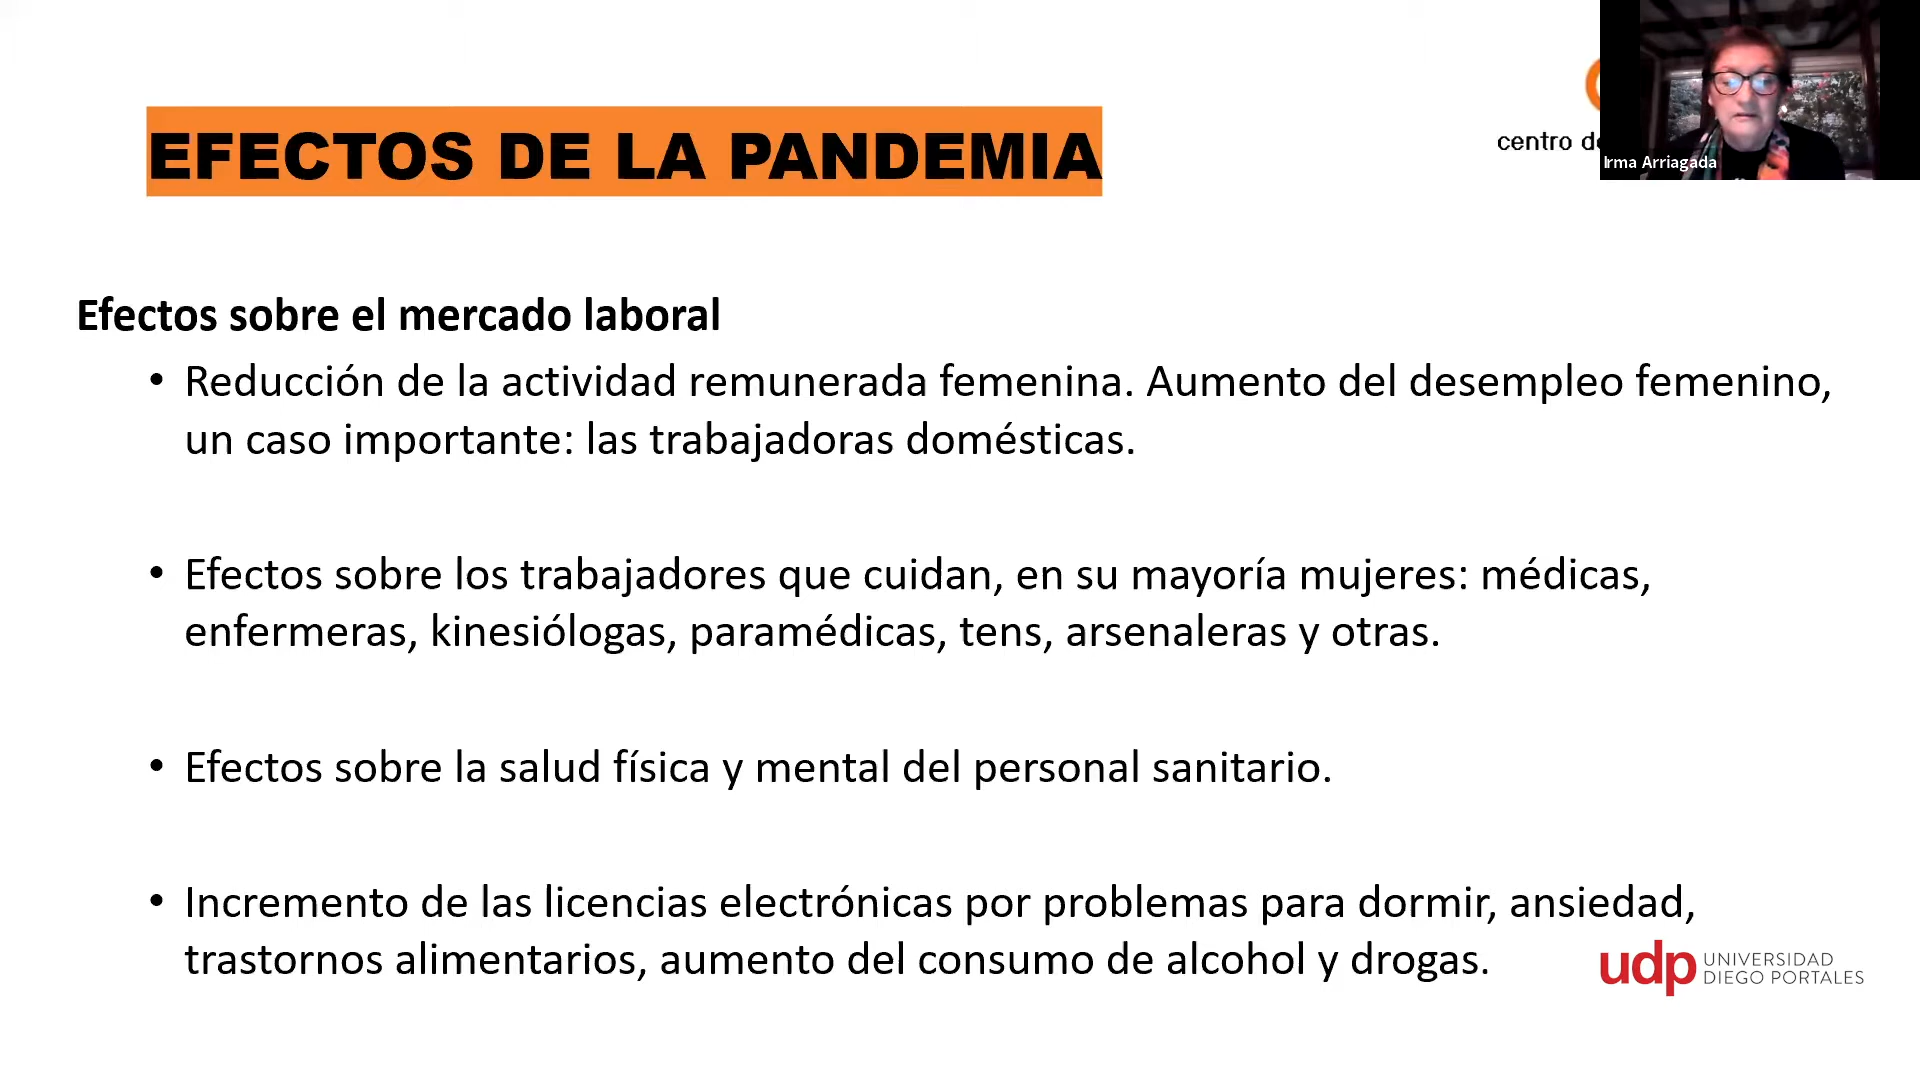 EFECTOS DE LA PANDEMIA
centro
Irma Arriagada
Efectos sobre el mercado laboral
• Reducción de la actividad remunerada femenina. Aumento del desempleo femenino,
un caso importante: las trabajadoras domésticas.
• Efectos sobre los trabajadores que cuidan, en su mayoría mujeres: médicas,
enfermeras, kinesiólogas, paramédicas, tens, arsenaleras y otras.
• Efectos sobre la salud física y mental del personal sanitario.
• Incremento de las licencias electrónicas por problemas para dormir, ansiedad,
trastornos alimentarios, aumento del consumo de alcohol y drogas.
udp UNIVERSIDAD
DIEGO PORTALES